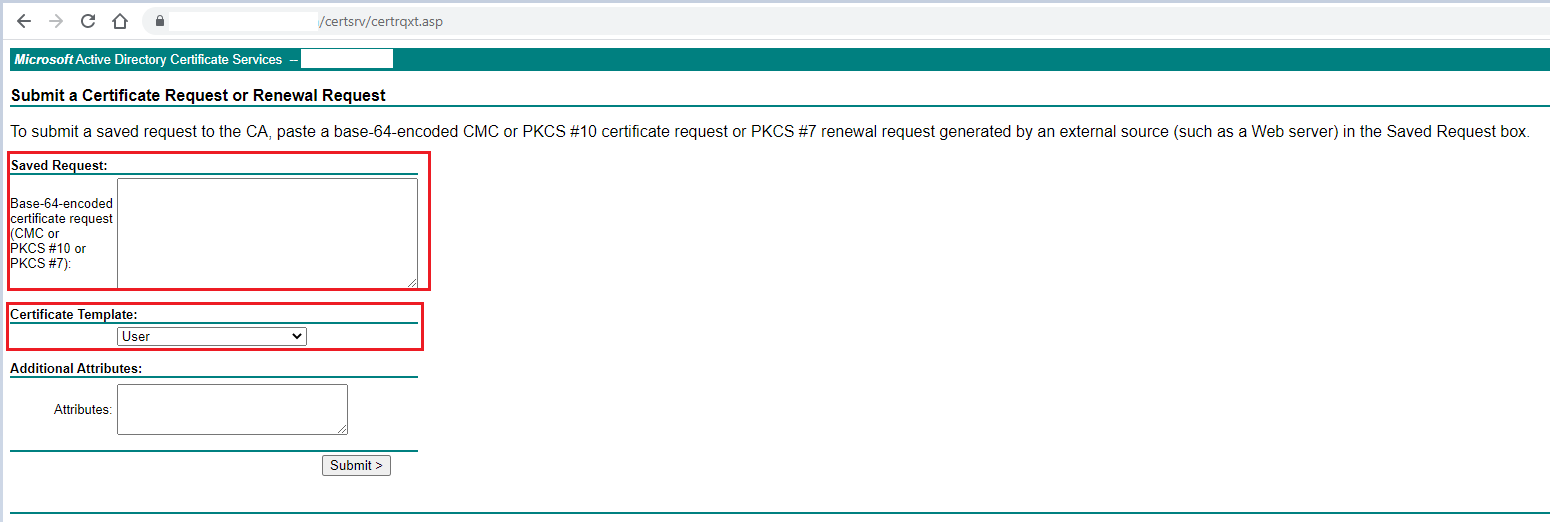 /certsrv/certrqxt.asp
Microsoft Active Directory Certificate Services --
Submit a Certificate Request or Renewal Request
To submit a saved request to the CA, paste a base-64-encoded CMC or PKCS #10 certificate request or PKCS #7 renewal request generated by an external source (such as a Web server) in the Saved Request box.
Saved Request:
Base-64-encoded
certificate request
(CMC or
PKCS #10 or
PKCS #7):
Certificate Template:
User
Additional Attributes:
Attributes:
Submit >